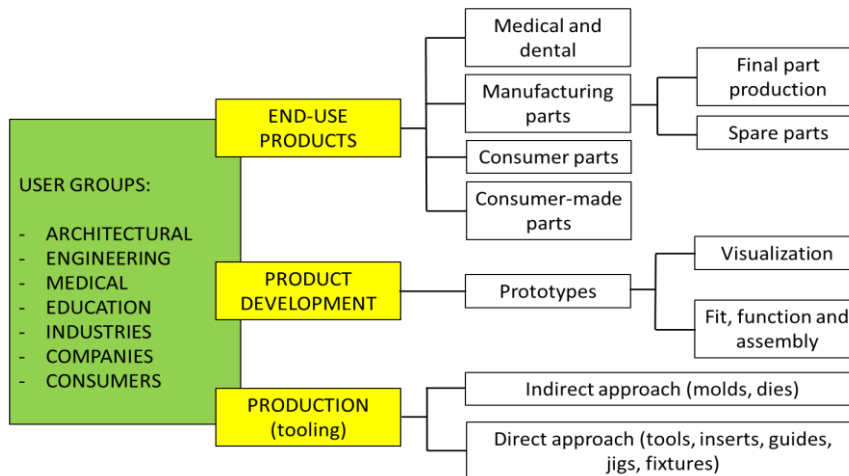 USER GROUPS:
- ARCHITECTURAL
- ENGINEERING
- MEDICAL
- EDUCATION
- INDUSTRIES
- COMPANIES
- CONSUMERS
END-USE
PRODUCTS
Medical and
dental
Manufacturing
parts
Final part
production
Spare parts
Consumer parts
Consumer-made
parts
PRODUCT
DEVELOPMENT
Prototypes
Visualization
Fit, function and
assembly
PRODUCTION
(tooling)
Indirect approach (molds, dies)
Direct approach (tools, inserts, guides,
jigs, fixtures)